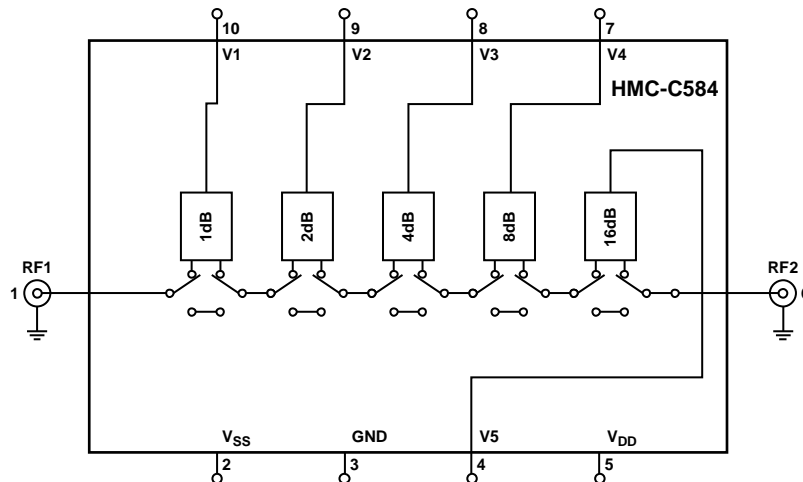 10 9 8 7
V1 V2 V3 V4
HMC-C584
1dB 2dB 4dB 8dB 16dB
RF1 RF2
1
VSS GND V5 VDD
2 3 4 5